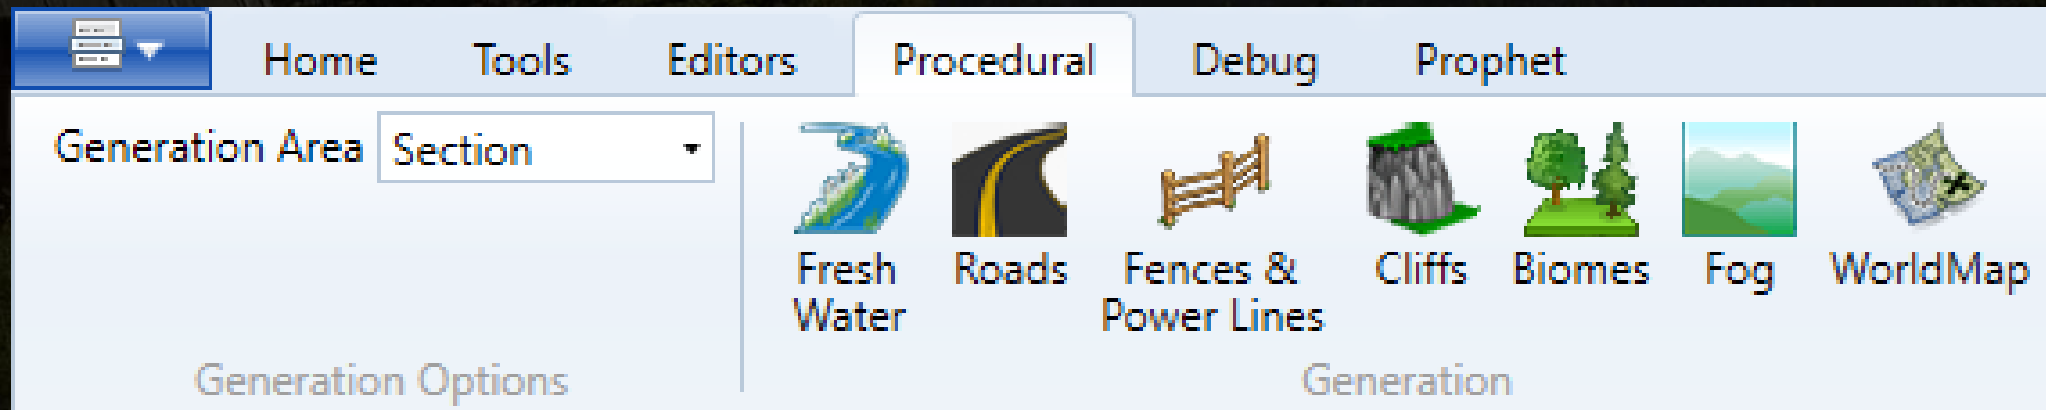 Home Tools Editors Procedural Debug Prophet
Generation Area Section
Fresh Water
Roads
Fences & Power Lines
Cliffs
Biomes
Fog
WorldMap
Generation Options
Generation